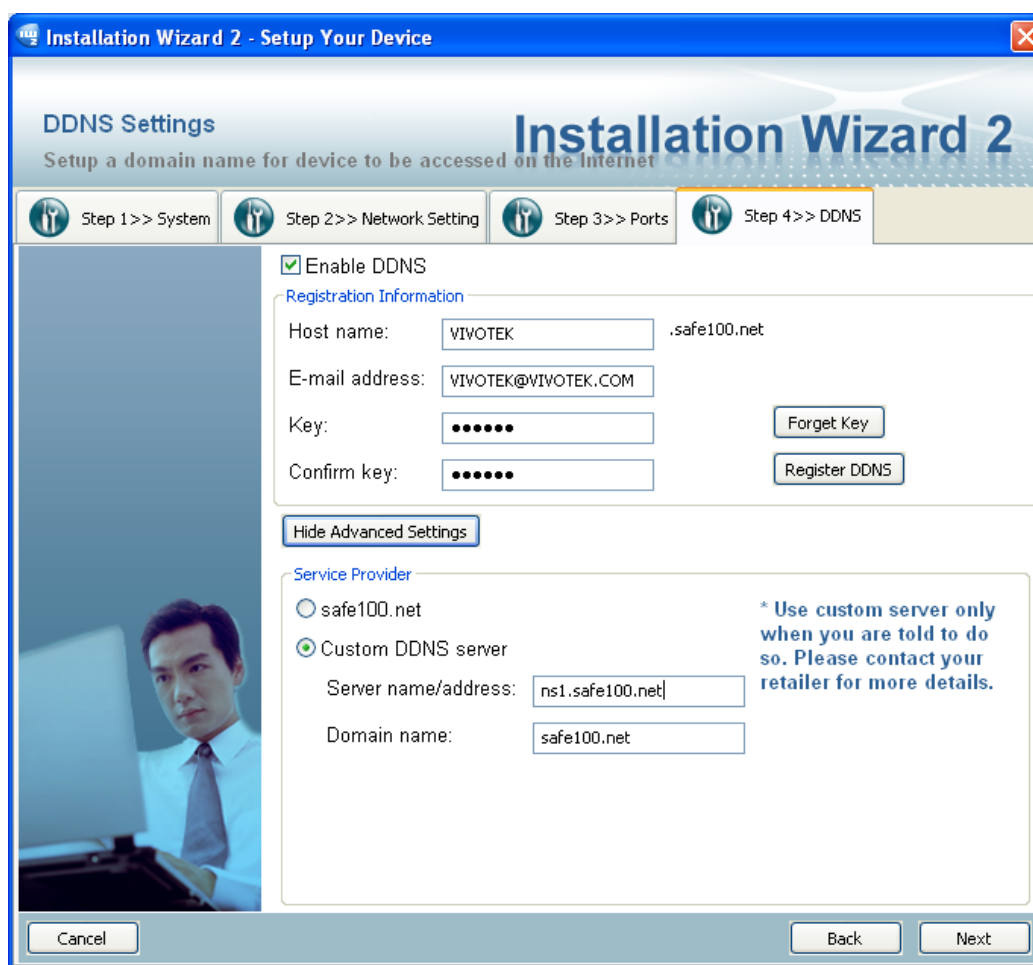 Installation Wizard 2 - Setup Your Device
DDNS Settings
Installation Wizard 2
Setup a domain name for device to be accessed on the Internet
Step 1>> System
Step 2>> Network Setting
Step 3>> Ports
Step 4>> DDNS
Enable DDNS
Registration Information
Host name:
VIVOTEK
.safe100.net
E-mail address:
VIVOTEK@VIVOTEK.COM
Key:
●●●●●●
Forget Key
Confirm key:
●●●●●●
Register DDNS
Hide Advanced Settings
Service Provider
safe100.net
Custom DDNS server
* Use custom server only
when you are told to do
so. Please contact your
retailer for more details.
Server name/address:
ns1.safe100.net
Domain name:
safe100.net
Cancel
Back
Next